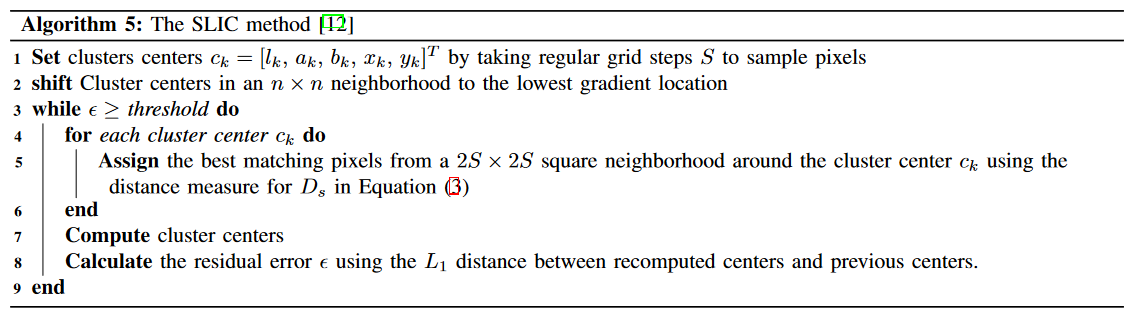 Algorithm 5: The SLIC method [12]
1 Set clusters centers c_k = [l_k, a_k, b_k, x_k, y_k]^T by taking regular grid steps S to sample pixels
2 shift Cluster centers in an n × n neighborhood to the lowest gradient location
3 while ϵ ≥ threshold do
4 for each cluster center c_k do
5 Assign the best matching pixels from a 2S × 2S square neighborhood around the cluster center c_k using the
distance measure for D_s in Equation (3)
6 end
7 Compute cluster centers
8 Calculate the residual error ϵ using the L_1 distance between recomputed centers and previous centers.
9 end